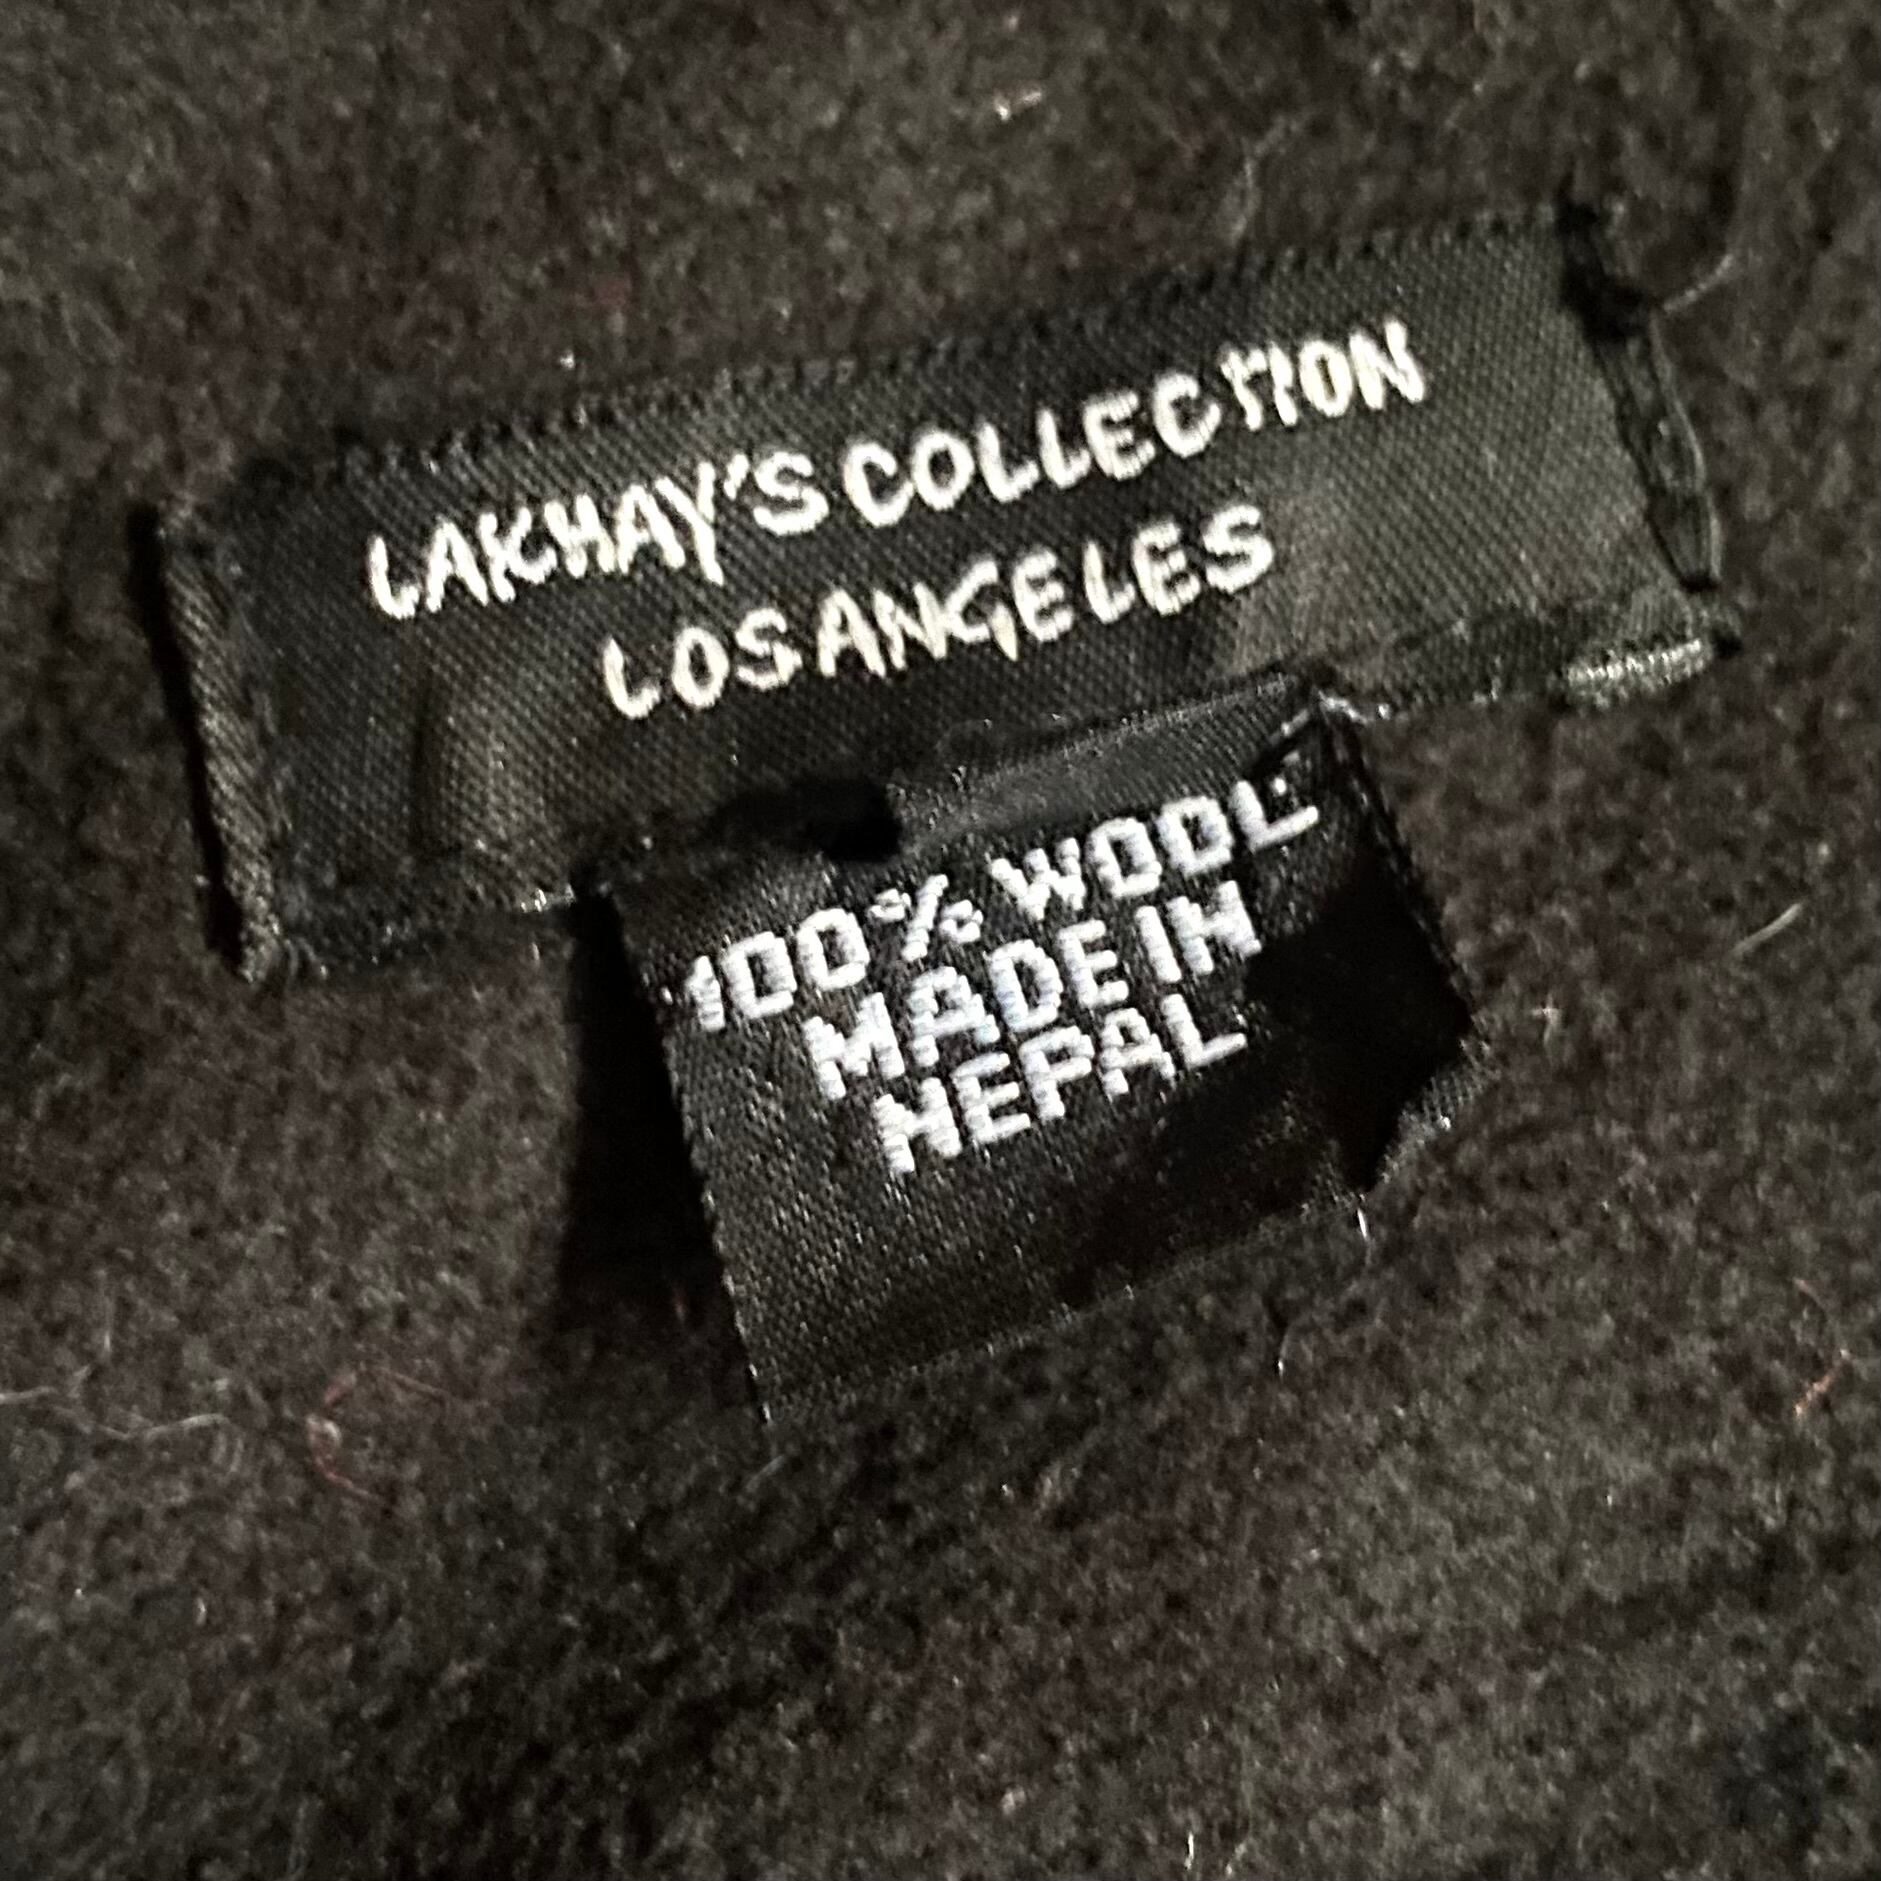 LAKHAY'S COLLECTION
LOS ANGELES
100% WOOL
MADE IN
NEPAL